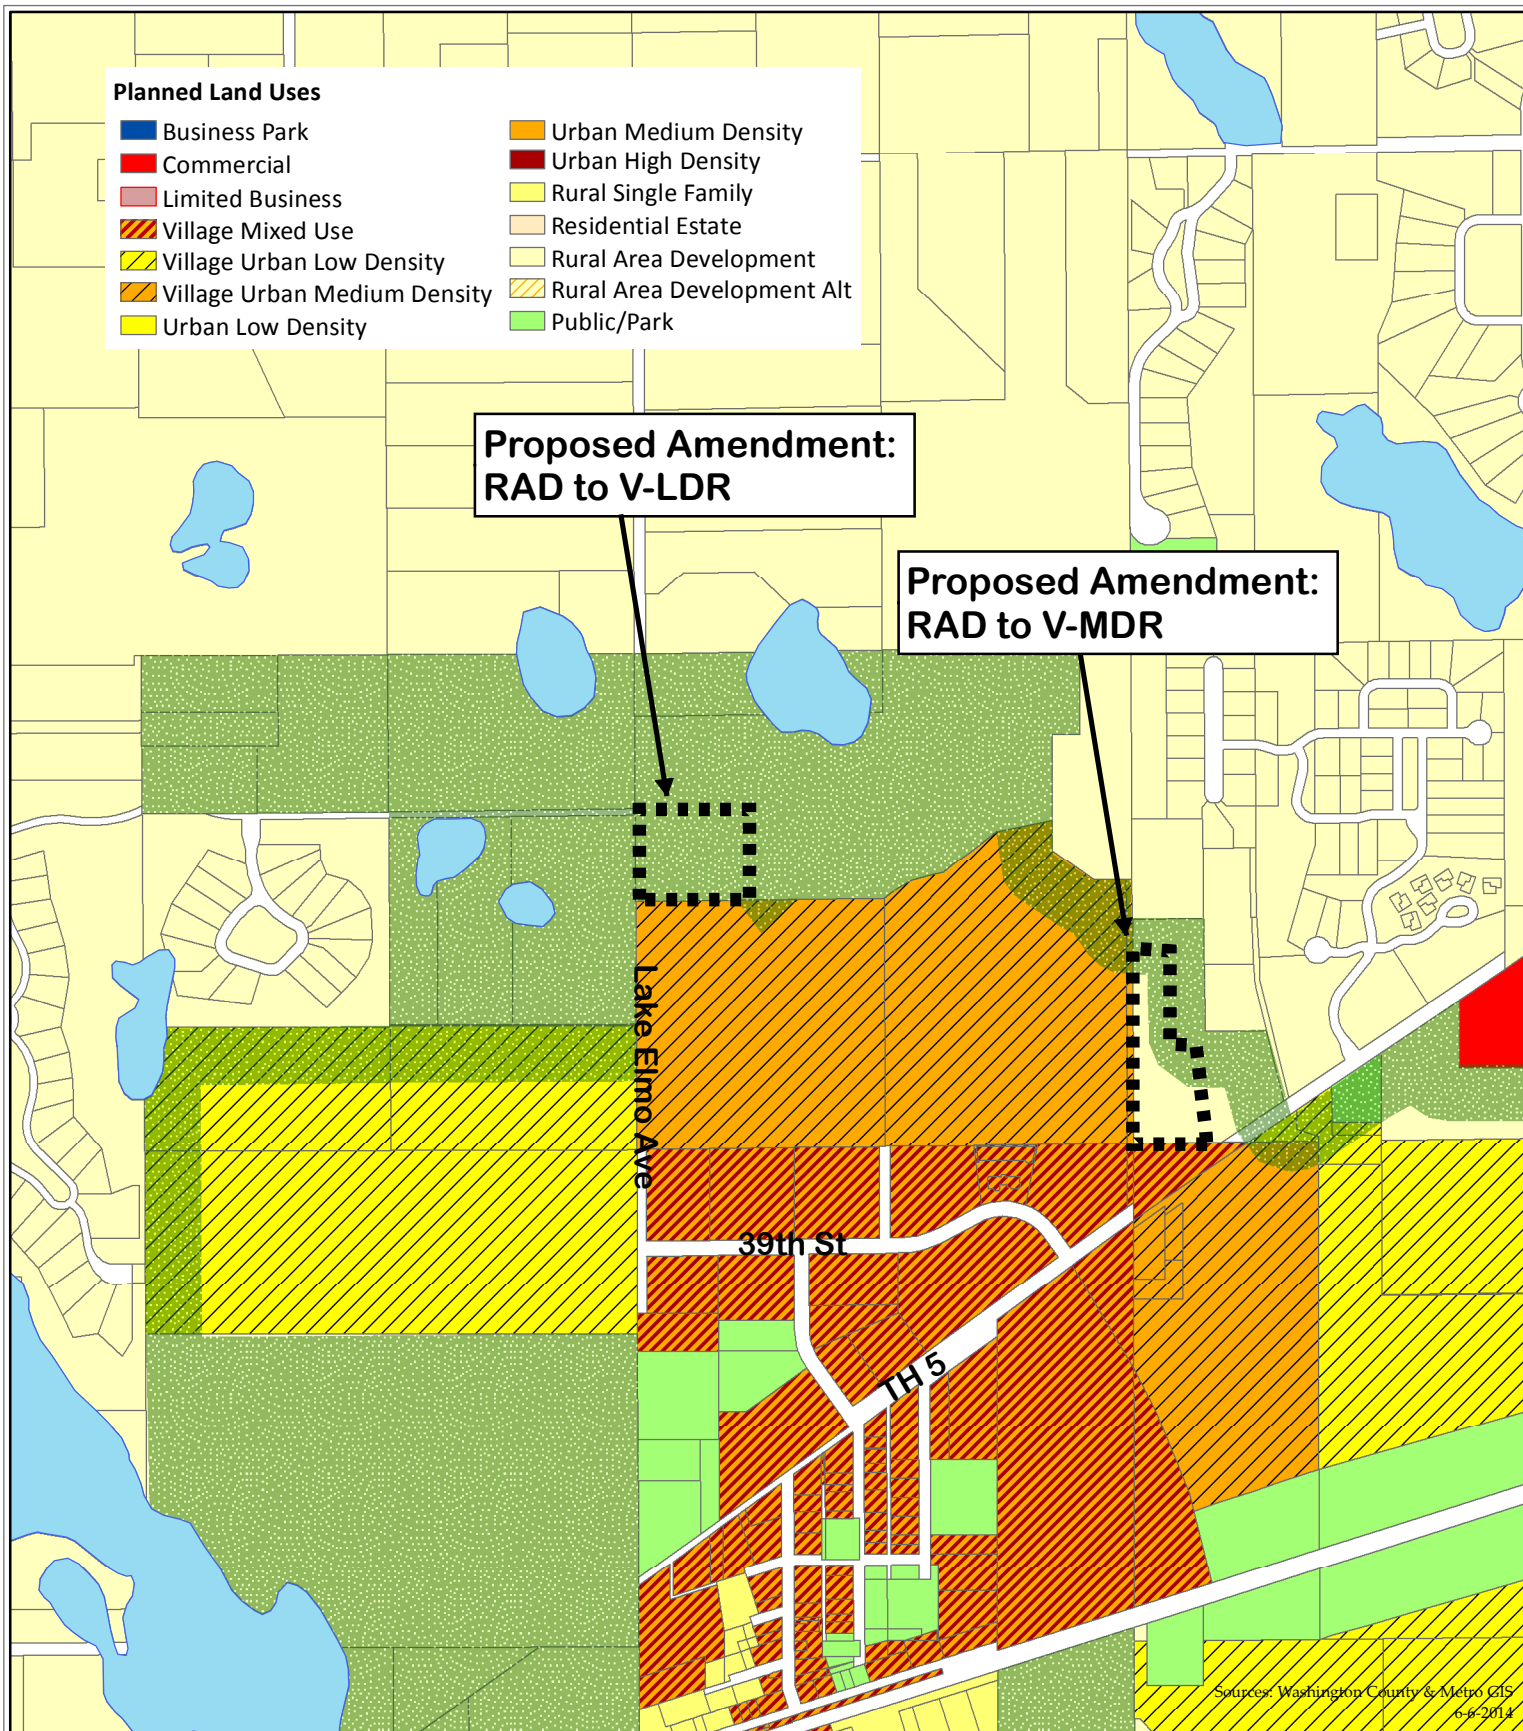 Planned Land Uses
Business Park
Commercial
Limited Business
Village Mixed Use
Village Urban Low Density
Village Urban Medium Density
Urban Low Density
Urban Medium Density
Urban High Density
Rural Single Family
Residential Estate
Rural Area Development
Rural Area Development Alt
Public/Park
Proposed Amendment:
RAD to V-LDR
Proposed Amendment:
RAD to V-MDR
Lake Elmo Ave
39th St
TH 5
Sources: Washington County & Metro GIS
6-6-2014